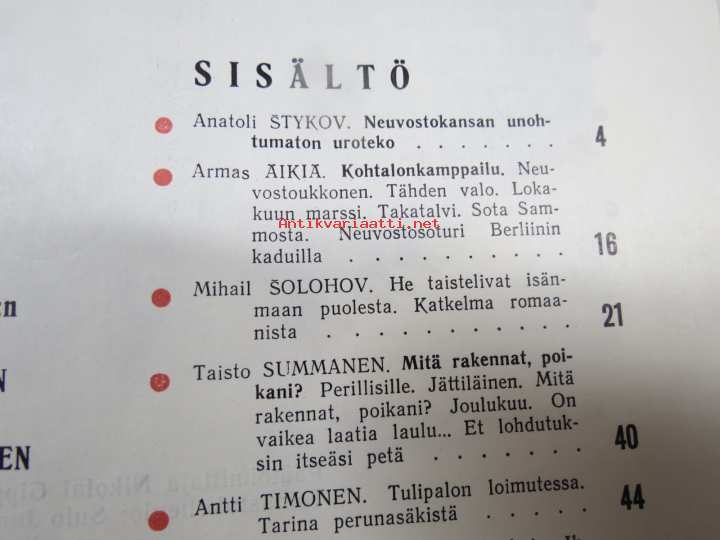 SISÄLTÖ
Anatoli ŠTYKOV. Neuvostokansan unoh-
tumaton uroteko . . . . . . . 4
Armas ÄIKIÄ. Kohtalonkamppailu. Neu-
vostoukkonen. Tähden valo. Loka-
kuun marssi. Takatalvi. Sota Sam-
Antikvariaatti.net
mosta. Neuvostosoturi Berliinin
kaduilla . . . . . . . . . . 16
Mihail ŠOLOHOV. He taistelivat isän-
maan puolesta. Katkelma romaa-
nista . . . . . . . . . . . 21
Taisto SUMMANEN. Mitä rakennat, poi-
kani? Perillisille. Jättiläinen. Mitä
rakennat, poikani? Joulukuu. On
vaikea laatia laulu... Et lohdutuk-
sin itseäsi petä . . . . . . . 40
Antti TIMONEN. Tulipalon loimutessa.
Tarina perunasäkistä . . . . . 44
en
N
EN